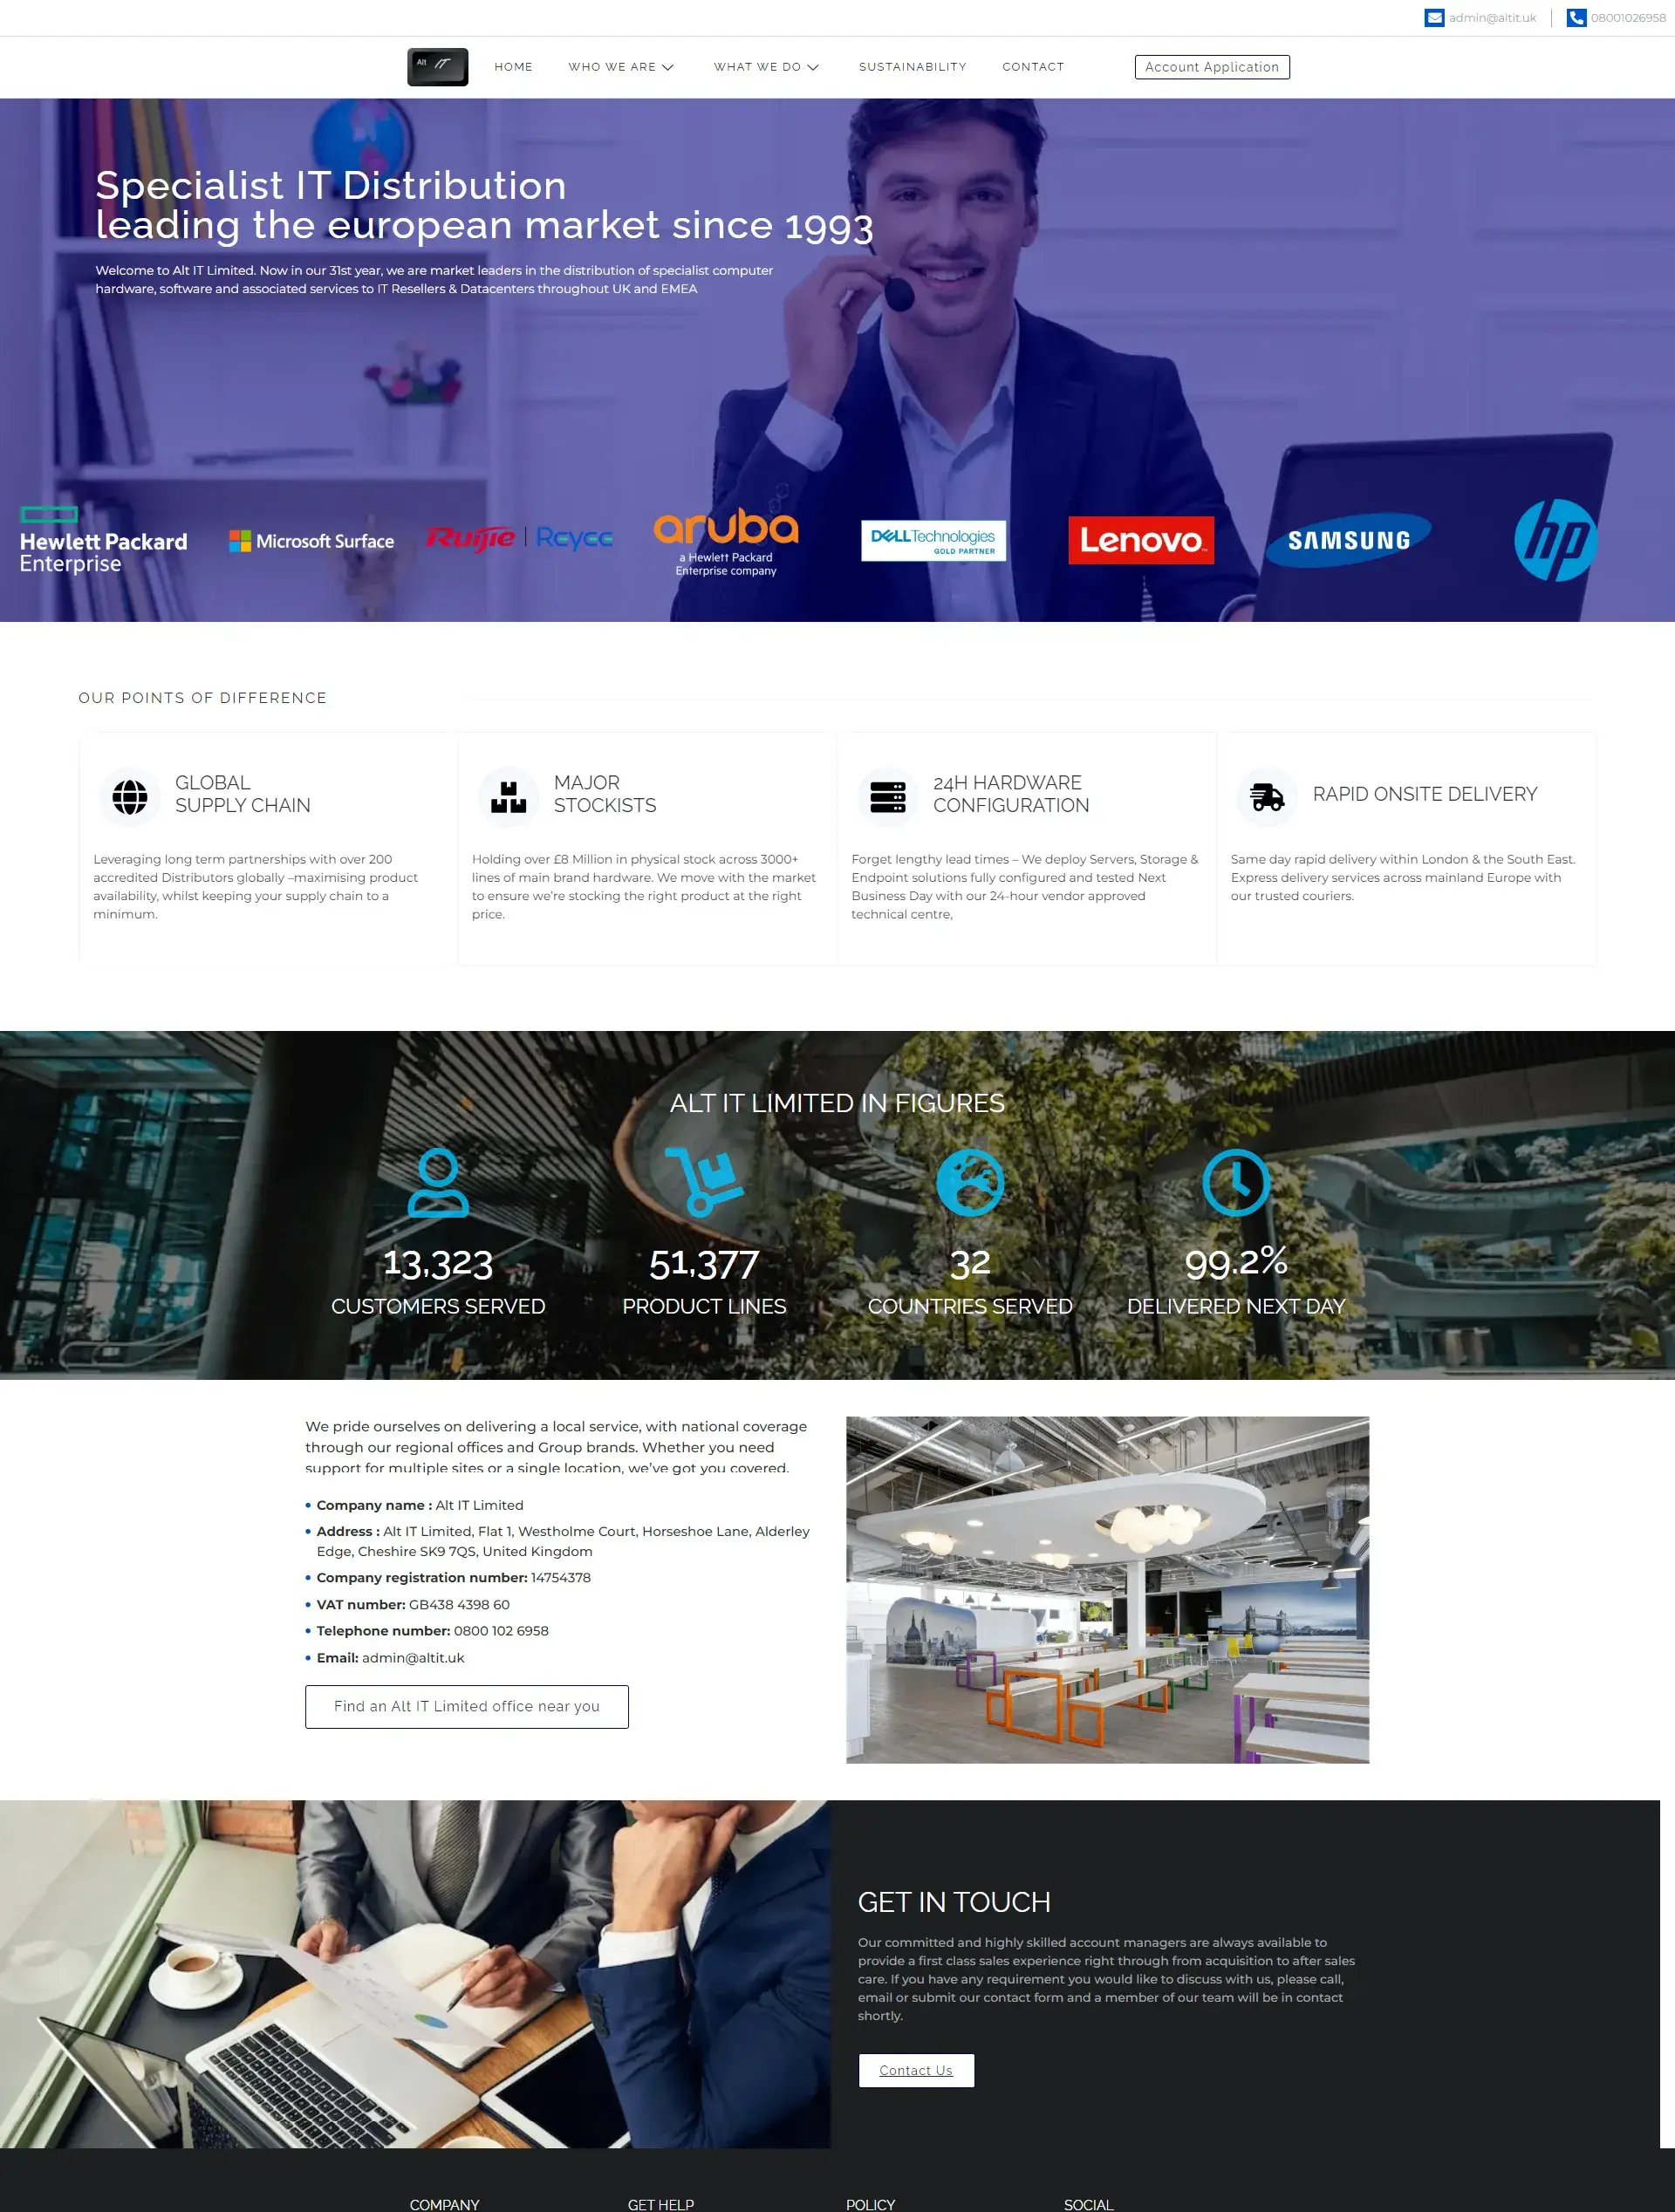 admin@altit.uk
08001026958
Alt IT
HOME
WHO WE ARE
WHAT WE DO
SUSTAINABILITY
CONTACT
Account Application
Specialist IT Distribution
leading the european market since 1993
Welcome to Alt IT Limited. Now in our 31st year, we are market leaders in the distribution of specialist computer
hardware, software and associated services to IT Resellers & Datacenters throughout UK and EMEA
Hewlett Packard
Enterprise
Microsoft Surface
Ruijie | Reyee
aruba
a Hewlett Packard
Enterprise company
DELL Technologies
GOLD PARTNER
Lenovo
SAMSUNG
hp
OUR POINTS OF DIFFERENCE
GLOBAL
SUPPLY CHAIN
Leveraging long term partnerships with over 200
accredited Distributors globally –maximising product
availability, whilst keeping your supply chain to a
minimum.
MAJOR
STOCKISTS
Holding over £8 Million in physical stock across 3000+
lines of main brand hardware. We move with the market
to ensure we’re stocking the right product at the right
price.
24H HARDWARE
CONFIGURATION
Forget lengthy lead times – We deploy Servers, Storage &
Endpoint solutions fully configured and tested Next
Business Day with our 24-hour vendor approved
technical centre,
RAPID ONSITE DELIVERY
Same day rapid delivery within London & the South East.
Express delivery services across mainland Europe with
our trusted couriers.
ALT IT LIMITED IN FIGURES
13,323
CUSTOMERS SERVED
51,377
PRODUCT LINES
32
COUNTRIES SERVED
99.2%
DELIVERED NEXT DAY
We pride ourselves on delivering a local service, with national coverage
through our regional offices and Group brands. Whether you need
support for multiple sites or a single location, we’ve got you covered.
Company name : Alt IT Limited
Address : Alt IT Limited, Flat 1, Westholme Court, Horseshoe Lane, Alderley
Edge, Cheshire SK9 7QS, United Kingdom
Company registration number: 14754378
VAT number: GB438 4398 60
Telephone number: 0800 102 6958
Email: admin@altit.uk
Find an Alt IT Limited office near you
GET IN TOUCH
Our committed and highly skilled account managers are always available to
provide a first class sales experience right through from acquisition to after sales
care. If you have any requirement you would like to discuss with us, please call,
email or submit our contact form and a member of our team will be in contact
shortly.
Contact Us
COMPANY
GET HELP
POLICY
SOCIAL